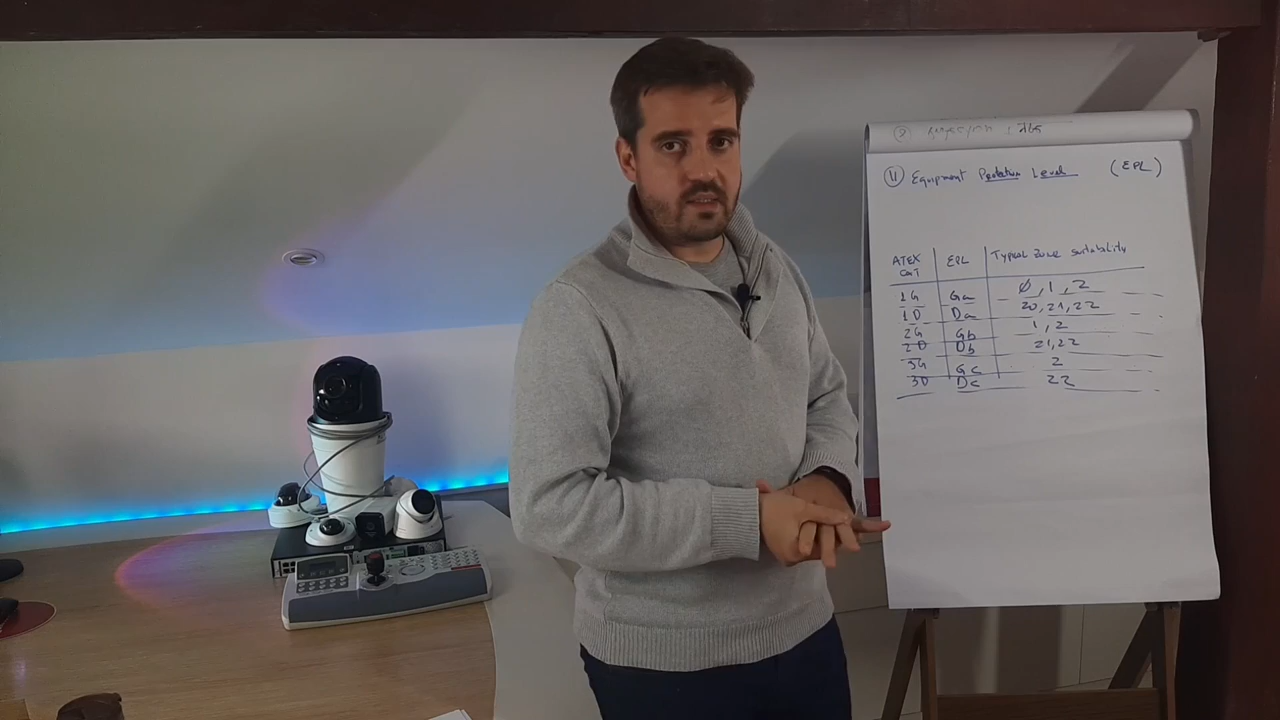 11 Equipment Protection Level (EPL)
ATEX CAT EPL Typical Zone suitability
1G Ga 0, 1, 2
1D Da 20, 21, 22
2G Gb 1, 2
2D Db 21, 22
3G Gc 2
3D Dc 22